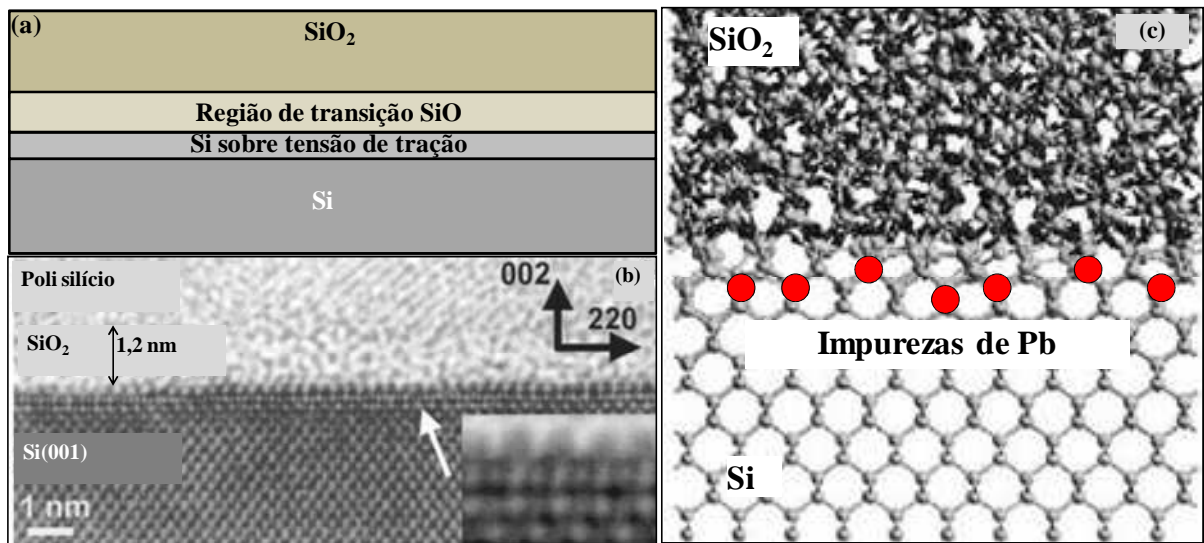 (a)
SiO₂
Região de transição SiO
Si sobre tensão de tração
Si
Poli silício
(b)
002
220
SiO₂
1,2 nm
Si(001)
1 nm
(c)
SiO₂
Impurezas de Pb
Si